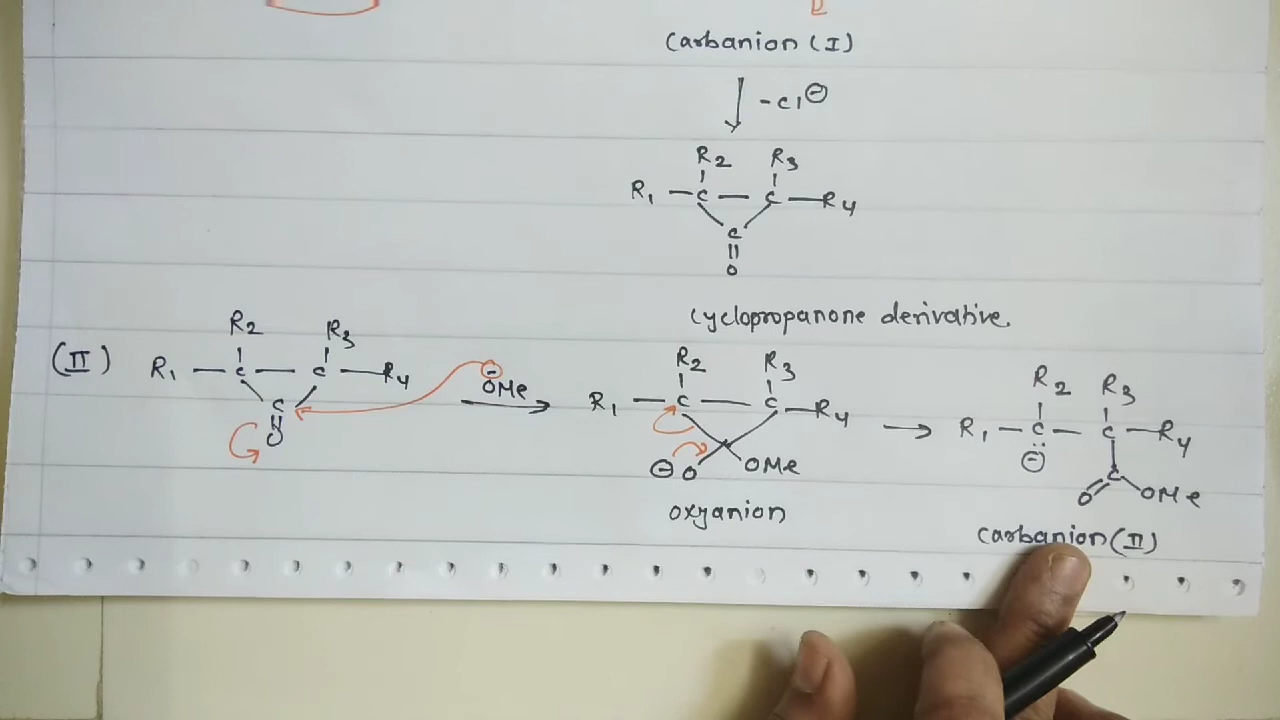 Carbanion (I)
-Cl⊖
R2 R3
R1 - C - C - R4
C
||
O
Cyclopropanone derivative.
(II) R2 R3
R1 - C - C - R4
C
O
⊖OMe
R2 R3
R1 - C - C - R4
⊖O OMe
oxyanion
R2 R3
R1 - C - C - R4
⊖ C
O OMe
Carbanion (II)